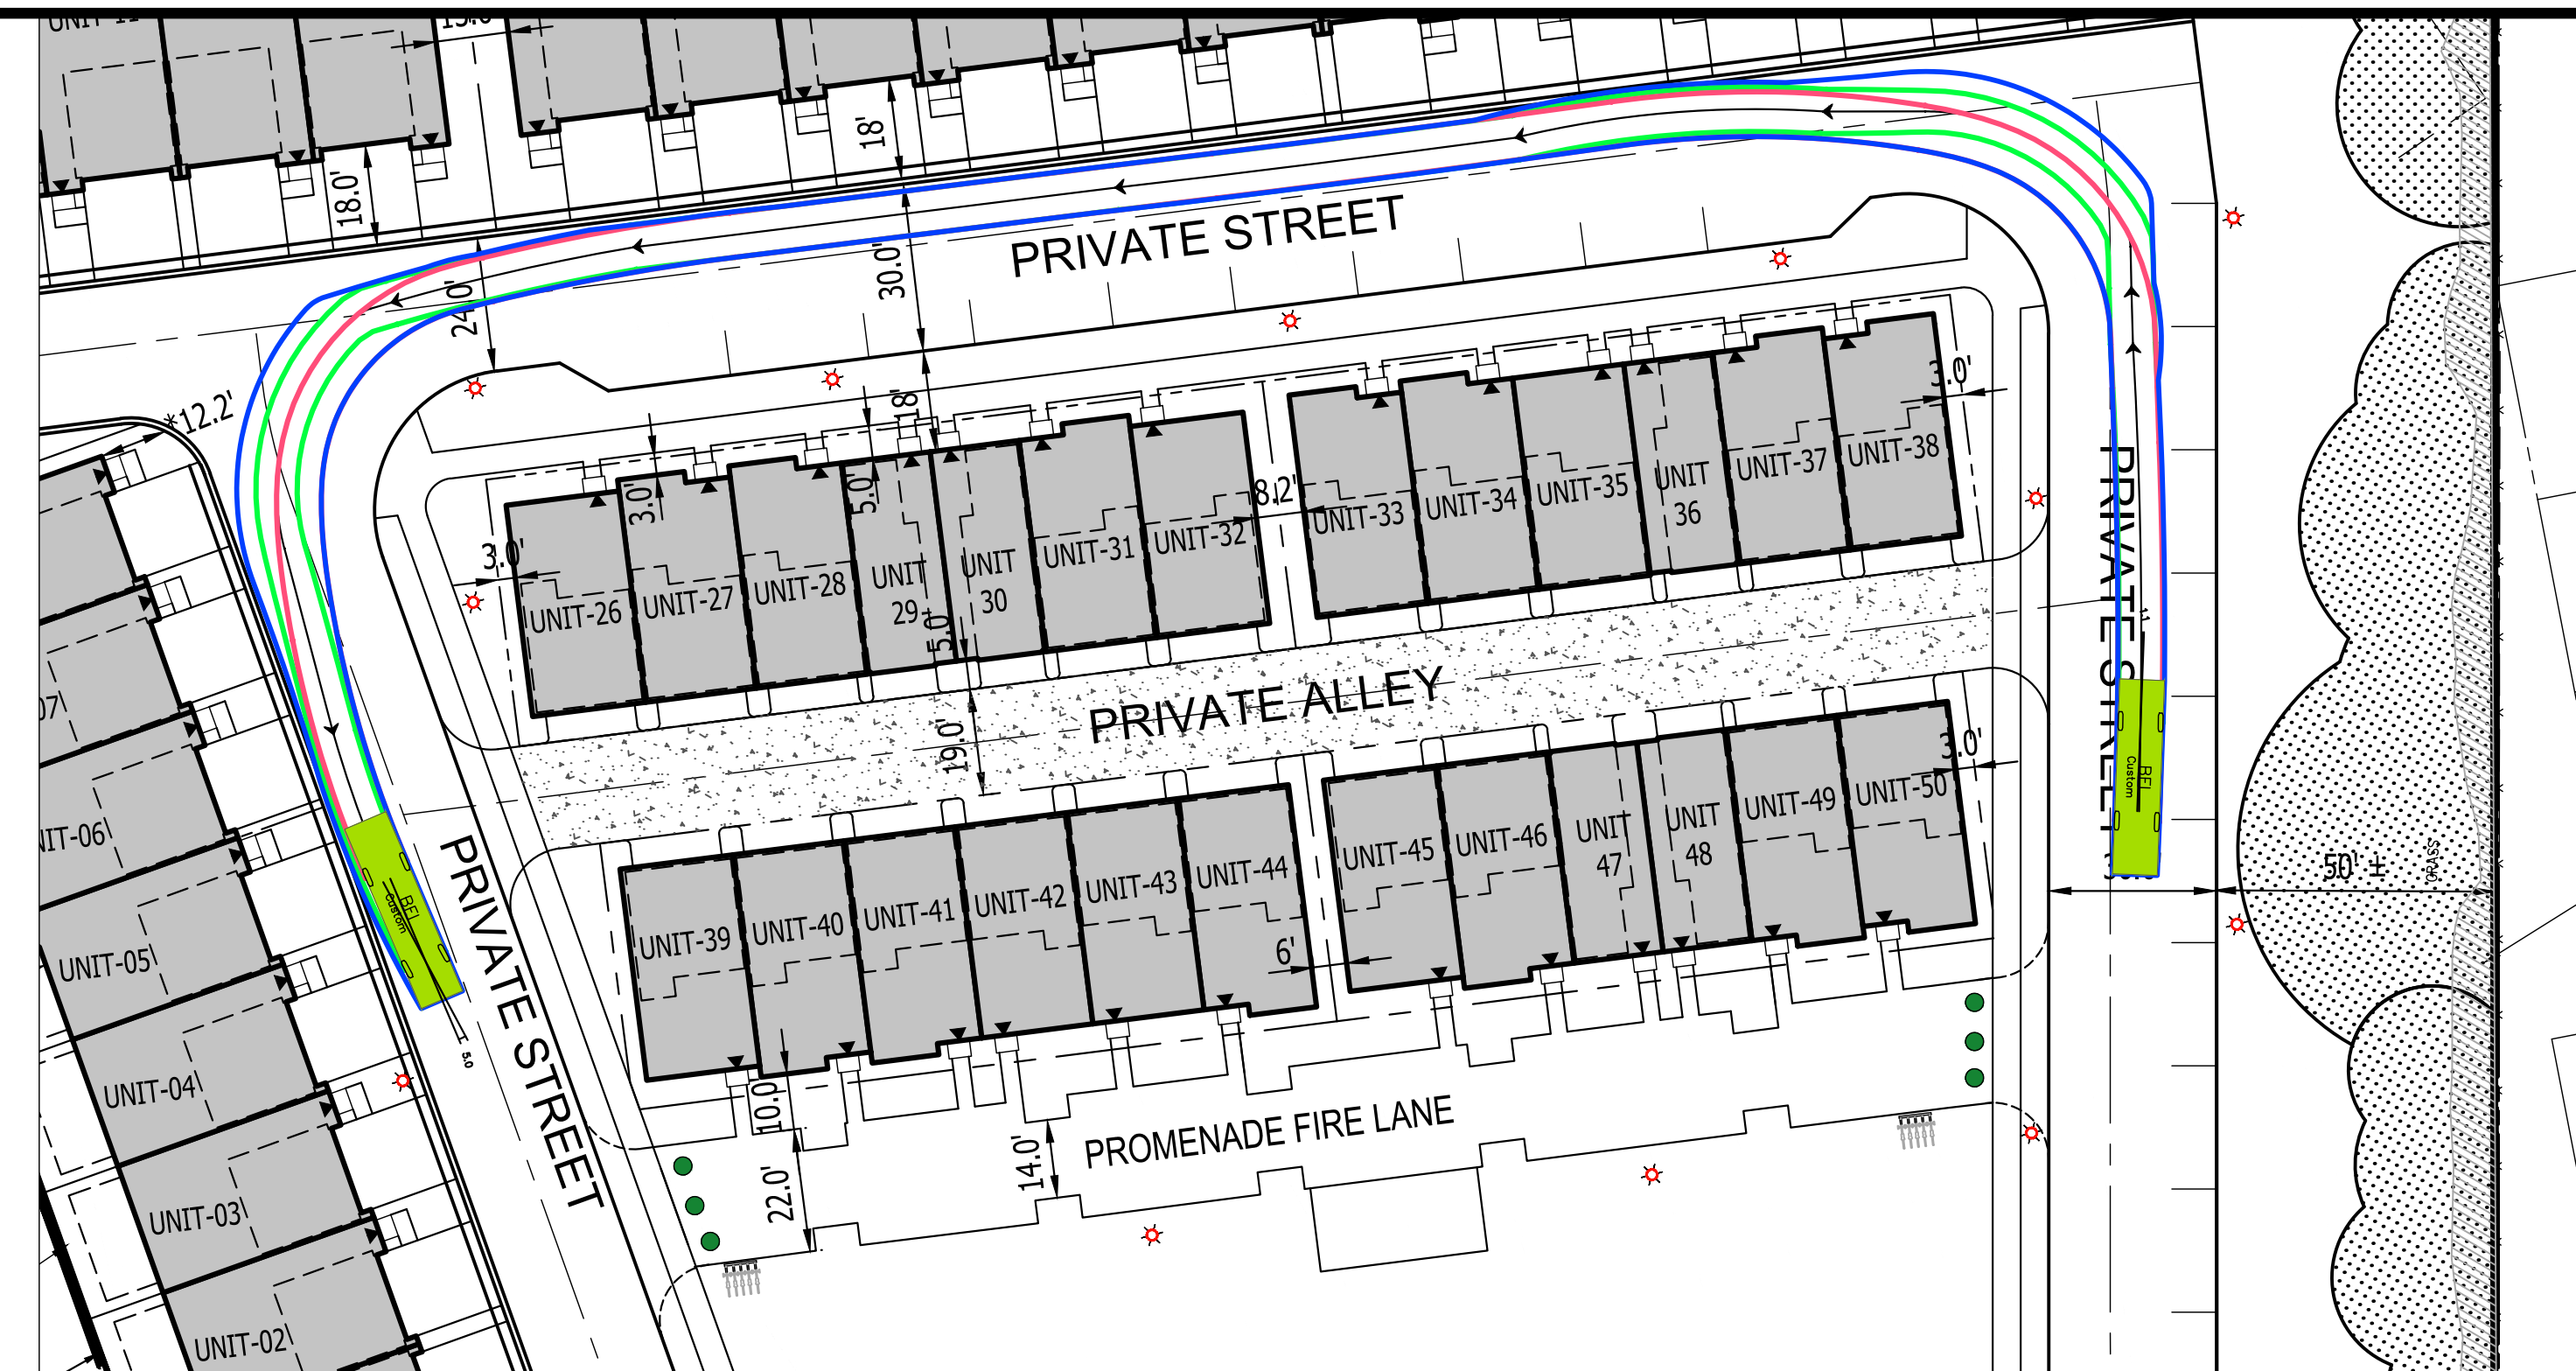 18.0'
18'
PRIVATE STREET
30.0'
24.0'
*12.2'
18'
3.0'
3.0'
5.0'
8.2'
3.0'
UNIT-26
UNIT-27
UNIT-28
UNIT
29
UNIT
30
UNIT-31
UNIT-32
UNIT-33
UNIT-34
UNIT-35
UNIT
36
UNIT-37
UNIT-38
5.0'
PRIVATE ALLEY
19.0'
PRIVATE STREET
BFI
Custom
50' ±
GRASS
3.0'
UNIT-39
UNIT-40
UNIT-41
UNIT-42
UNIT-43
UNIT-44
UNIT-45
UNIT-46
UNIT
47
UNIT
48
UNIT-49
UNIT-50
6'
BFI
Custom
5.0
PRIVATE STREET
UNIT-05
UNIT-04
UNIT-03
UNIT-02
10.0'
22.0'
14.0'
PROMENADE FIRE LANE